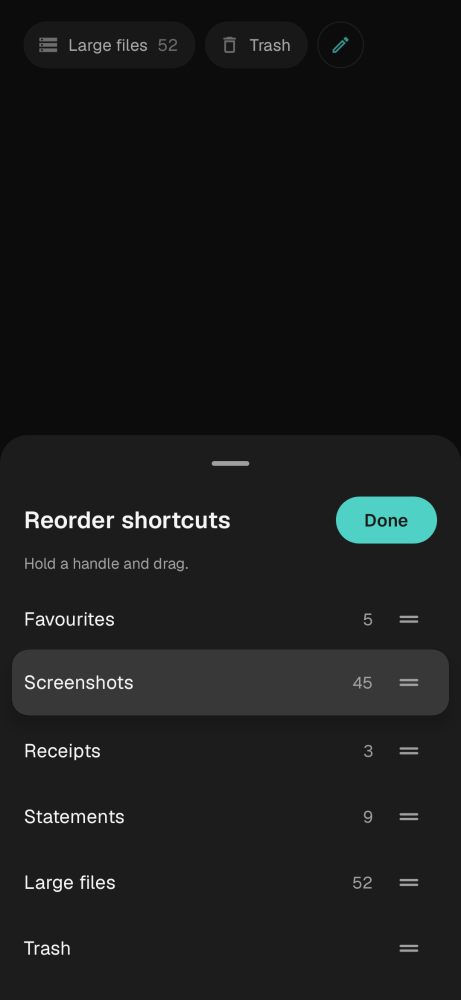 Large files 52 Trash
Reorder shortcuts Done
Hold a handle and drag.
Favourites 5
Screenshots 45
Receipts 3
Statements 9
Large files 52
Trash